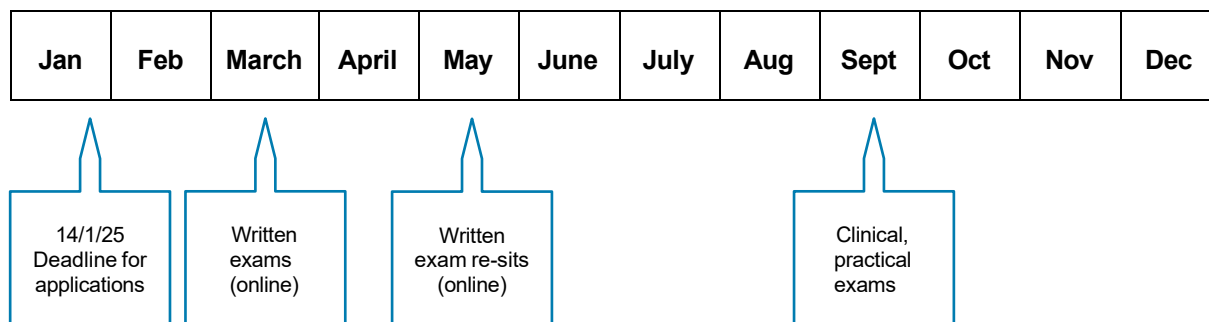 Jan Feb March April May June July Aug Sept Oct Nov Dec
14/1/25
Deadline for
applications
Written
exams
(online)
Written
exam re-sits
(online)
Clinical,
practical
exams